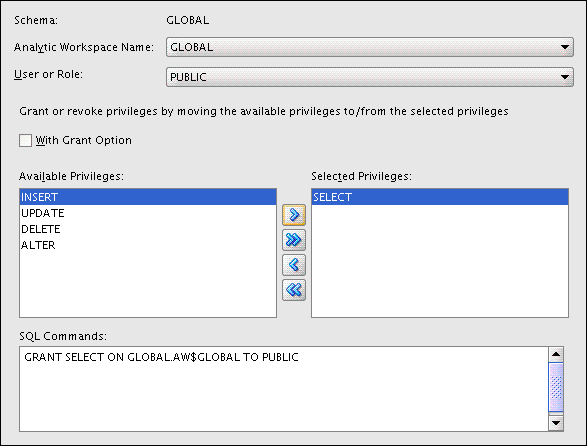 Schema: GLOBAL
Analytic Workspace Name: GLOBAL
User or Role: PUBLIC
Grant or revoke privileges by moving the available privileges to/from the selected privileges
With Grant Option
Available Privileges: Selected Privileges:
INSERT SELECT
UPDATE
DELETE
ALTER
SQL Commands:
GRANT SELECT ON GLOBAL.AW$GLOBAL TO PUBLIC